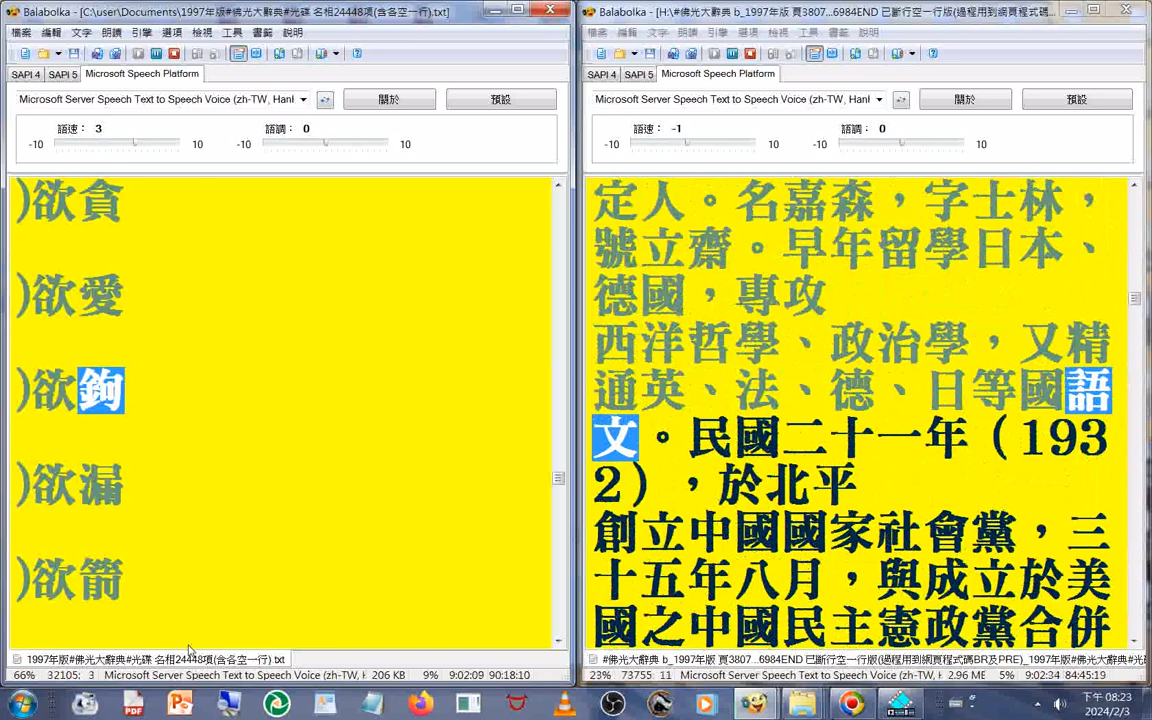 Balabolka - [C:\user\Documents\1997年版#佛光大辭典#光碟 名相24448項(含各空一行).txt]
檔案 編輯 文字 朗讀 引擎 選項 檢視 工具 書籤 說明
SAPI 4 SAPI 5 Microsoft Speech Platform
Microsoft Server Speech Text to Speech Voice (zh-TW, Hanl
關於 預設
語速： 3 語調： 0
-10 10 -10 10
)欲貪
)欲愛
)欲鉤
)欲漏
)欲箭
1997年版#佛光大辭典#光碟 名相24448項(含各空一行).txt
66% 32105: 3 Microsoft Server Speech Text to Speech Voice (zh-TW, H 206 KB 9% 9:02:09 90:18:10
Balabolka - [H:\#佛光大辭典 b_1997年版 頁3807...6984END 已斷行空一行版(過程用到網頁程式碼...
檔案 編輯 文字 朗讀 引擎 選項 檢視 工具 書籤 說明
SAPI 4 SAPI 5 Microsoft Speech Platform
Microsoft Server Speech Text to Speech Voice (zh-TW, Hanl
關於 預設
語速： -1 語調： 0
-10 10 -10 10
定人。名嘉森，字士林，
號立齋。早年留學日本、
德國，專攻
西洋哲學、政治學，又精
通英、法、德、日等國語
文。民國二十一年（193
2），於北平
創立中國國家社會黨，三
十五年八月，與成立於美
國之中國民主憲政黨合併
#佛光大辭典 b_1997年版 頁3807...6984END 已斷行空一行版(過程用到網頁程式碼BR及PRE)_1997年版#佛光
23% 73755 11 Microsoft Server Speech Text to Speech Voice (zh-TW, H 2.96 ME 5% 9:02:34 84:45:19
下午 08:23
2024/2/3